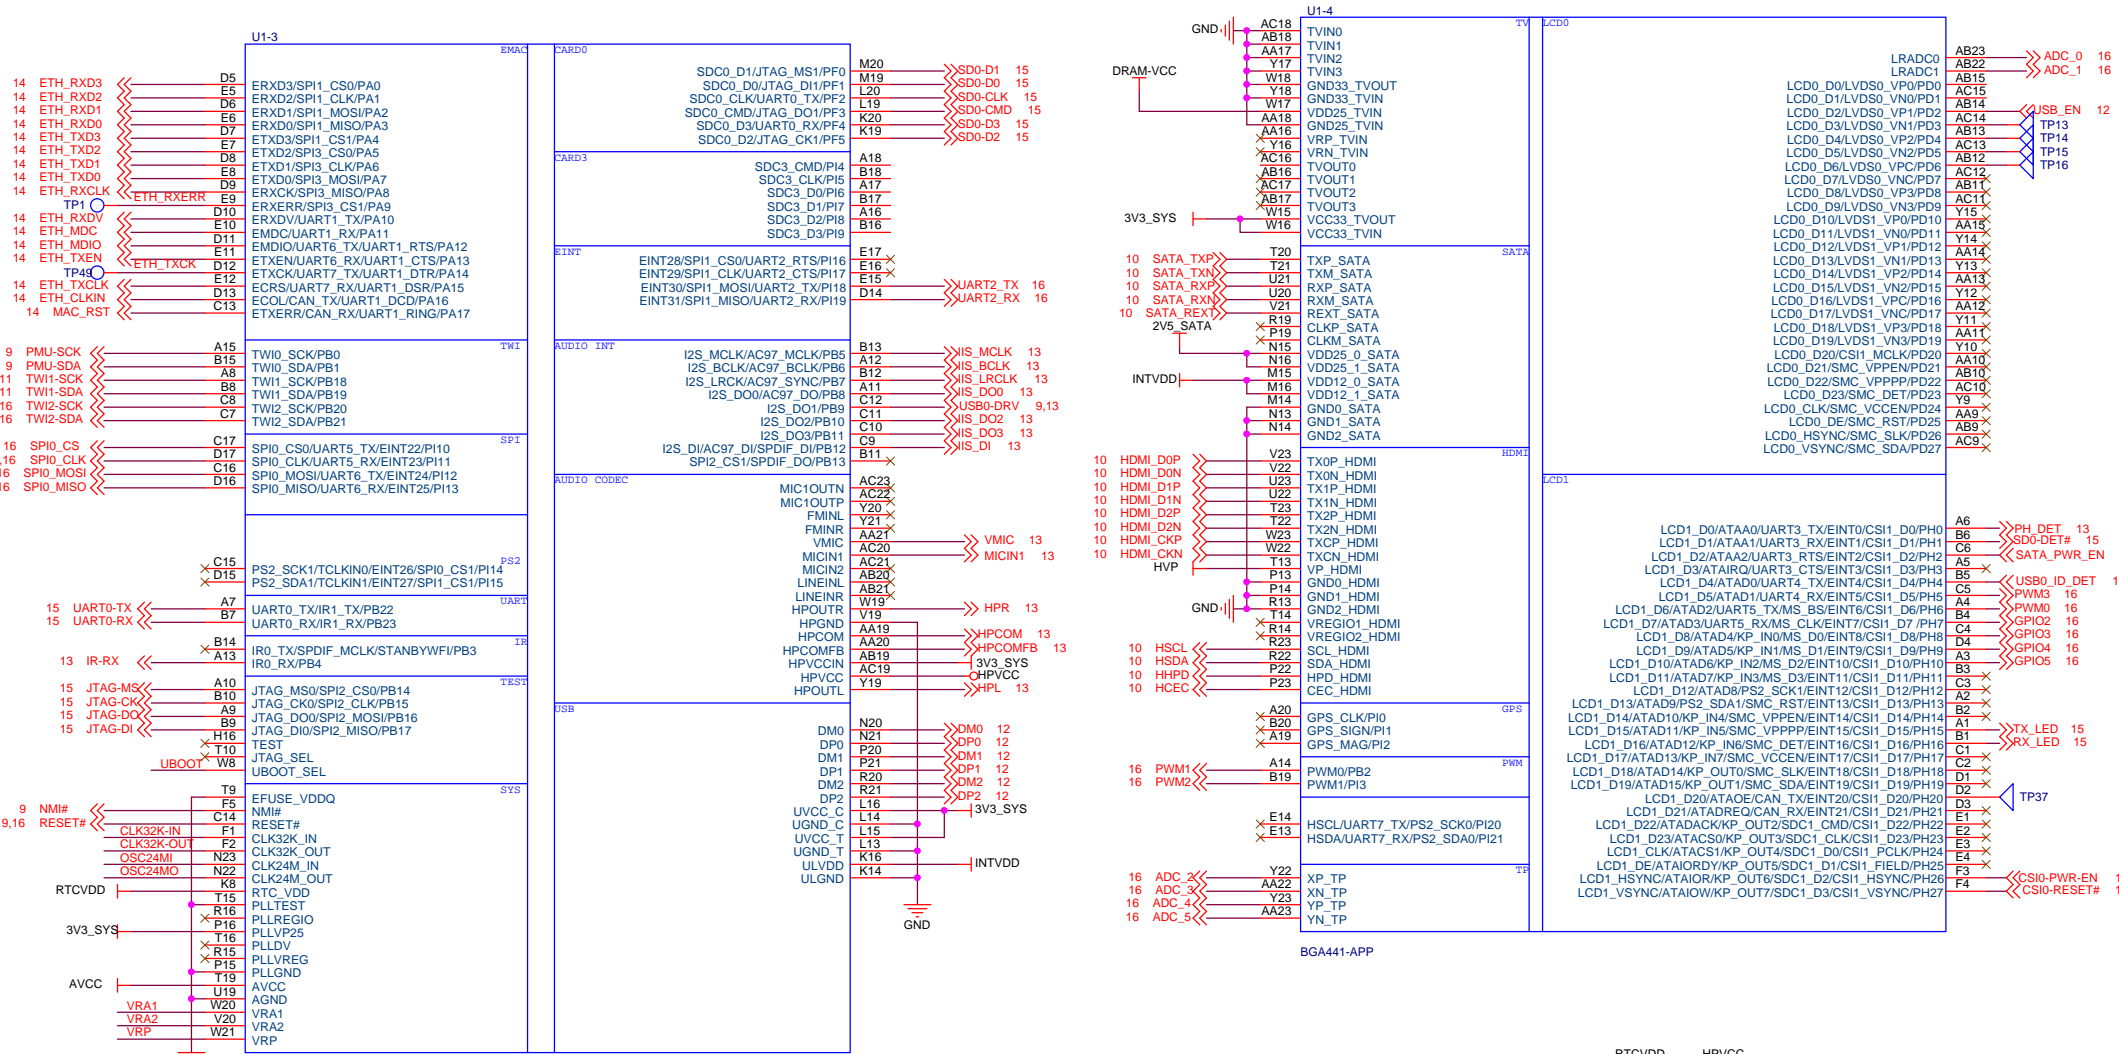 U1-3
EMAC
14 ETH_RXD3 D5 ERXD3/SPI1_CS0/PA0
14 ETH_RXD2 E5 ERXD2/SPI1_CLK/PA1
14 ETH_RXD1 D6 ERXD1/SPI1_MOSI/PA2
14 ETH_RXD0 E6 ERXD0/SPI1_MISO/PA3
14 ETH_TXD3 D7 ETXD3/SPI1_CS1/PA4
14 ETH_TXD2 E7 ETXD2/SPI3_CS0/PA5
14 ETH_TXD1 D8 ETXD1/SPI3_CLK/PA6
14 ETH_TXD0 E8 ETXD0/SPI3_MOSI/PA7
14 ETH_RXCLK D9 ERXCK/SPI3_MISO/PA8
TP1 ETH_RXERR E9 ERXERR/SPI3_CS1/PA9
14 ETH_RXDV D10 ERXDV/UART1_TX/PA10
14 ETH_MDC E10 EMDC/UART1_RX/PA11
14 ETH_MDIO D11 EMDIO/UART6_TX/UART1_RTS/PA12
14 ETH_TXEN E11 ETXEN/UART6_RX/UART1_CTS/PA13
TP49 ETH_TXCK D12 ETXCK/UART7_TX/UART1_DTR/PA14
14 ETH_TXCLK E12 ECRS/UART7_RX/UART1_DSR/PA15
14 ETH_CLKIN D13 ECOL/CAN_TX/UART1_DCD/PA16
14 MAC_RST C13 ETXERR/CAN_RX/UART1_RING/PA17
TWI
9 PMU-SCK A15 TWI0_SCK/PB0
9 PMU-SDA B15 TWI0_SDA/PB1
11 TWI1-SCK A8 TWI1_SCK/PB18
11 TWI1-SDA B8 TWI1_SDA/PB19
16 TWI2-SCK C8 TWI2_SCK/PB20
16 TWI2-SDA C7 TWI2_SDA/PB21
SPI
16 SPI0_CS C17 SPI0_CS0/UART5_TX/EINT22/PI10
,16 SPI0_CLK D17 SPI0_CLK/UART5_RX/EINT23/PI11
16 SPI0_MOSI C16 SPI0_MOSI/UART6_TX/EINT24/PI12
16 SPI0_MISO D16 SPI0_MISO/UART6_RX/EINT25/PI13
PS2
C15 PS2_SCK1/TCLKIN0/EINT26/SPI0_CS1/PI14
D15 PS2_SDA1/TCLKIN1/EINT27/SPI1_CS1/PI15
UART
15 UART0-TX A7 UART0_TX/IR1_TX/PB22
15 UART0-RX B7 UART0_RX/IR1_RX/PB23
IR
B14 IR0_TX/SPDIF_MCLK/STANBYWFI/PB3
13 IR-RX A13 IR0_RX/PB4
TEST
15 JTAG-MS A10 JTAG_MS0/SPI2_CS0/PB14
15 JTAG-CK B10 JTAG_CK0/SPI2_CLK/PB15
15 JTAG-DO A9 JTAG_DO0/SPI2_MOSI/PB16
15 JTAG-DI B9 JTAG_DI0/SPI2_MISO/PB17
H16 TEST
T10 JTAG_SEL
UBOOT W8 UBOOT_SEL
SYS
T9 EFUSE_VDDQ
9 NMI# F5 NMI#
9,16 RESET# C14 RESET#
CLK32K-IN F1 CLK32K_IN
CLK32K-OUT F2 CLK32K_OUT
OSC24MI N23 CLK24M_IN
OSC24MO N22 CLK24M_OUT
RTCVDD K8 RTC_VDD
T15 PLLTEST
R16 PLLREGIO
3V3_SYS P16 PLLVP25
T16 PLLDV
R15 PLLVREG
P15 PLLGND
AVCC T19 AVCC
U19 AGND
VRA1 W20 VRA1
VRA2 V20 VRA2
VRP W21 VRP
CARD0
SDC0_D1/JTAG_MS1/PF0 M20 SD0-D1 15
SDC0_D0/JTAG_DI1/PF1 M19 SD0-D0 15
SDC0_CLK/UART0_TX/PF2 L20 SD0-CLK 15
SDC0_CMD/JTAG_DO1/PF3 L19 SD0-CMD 15
SDC0_D3/UART0_RX/PF4 K20 SD0-D3 15
SDC0_D2/JTAG_CK1/PF5 K19 SD0-D2 15
CARD3
SDC3_CMD/PI4 A18
SDC3_CLK/PI5 B18
SDC3_D0/PI6 A17
SDC3_D1/PI7 B17
SDC3_D2/PI8 A16
SDC3_D3/PI9 B16
EINT
EINT28/SPI1_CS0/UART2_RTS/PI16 E17
EINT29/SPI1_CLK/UART2_CTS/PI17 E16
EINT30/SPI1_MOSI/UART2_TX/PI18 E15 UART2_TX 16
EINT31/SPI1_MISO/UART2_RX/PI19 D14 UART2_RX 16
AUDIO INT
I2S_MCLK/AC97_MCLK/PB5 B13 IIS_MCLK 13
I2S_BCLK/AC97_BCLK/PB6 A12 IIS_BCLK 13
I2S_LRCK/AC97_SYNC/PB7 B12 IIS_LRCLK 13
I2S_DO0/AC97_DO/PB8 A11 IIS_DO0 13
I2S_DO1/PB9 C12 USB0-DRV 9,13
I2S_DO2/PB10 C11 IIS_DO2 13
I2S_DO3/PB11 C10 IIS_DO3 13
I2S_DI/AC97_DI/SPDIF_DI/PB12 C9 IIS_DI 13
SPI2_CS1/SPDIF_DO/PB13 B11
AUDIO CODEC
MIC1OUTN AC23
MIC1OUTP AC22
FMINL Y20
FMINR Y21
VMIC AA21 VMIC 13
MICIN1 AC20 MICIN1 13
MICIN2 AC21
LINEINL AB20
LINEINR AB21
HPOUTR W19 HPR 13
HPGND V19
HPCOM AA19 HPCOM 13
HPCOMFB AA20 HPCOMFB 13
HPVCCIN AB19 3V3_SYS
HPVCC AC19 HPVCC
HPOUTL Y19 HPL 13
USB
DM0 N20 DM0 12
DP0 N21 DP0 12
DM1 P20 DM1 12
DP1 P21 DP1 12
DM2 R20 DM2 12
DP2 R21 DP2 12
UVCC_C L16 3V3_SYS
UGND_C L14
UVCC_T L15
UGND_T L13
ULVDD K16 INTVDD
ULGND K14
GND
U1-4
TV
GND AC18 TVIN0
AB18 TVIN1
AA17 TVIN2
Y17 TVIN3
DRAM-VCC W18 GND33_TVOUT
Y18 GND33_TVIN
W17 VDD25_TVIN
AA18 GND25_TVIN
AA16 VRP_TVIN
Y16 VRN_TVIN
AC16 TVOUT0
AB16 TVOUT1
AC17 TVOUT2
AB17 TVOUT3
3V3_SYS W15 VCC33_TVOUT
W16 VCC33_TVIN
SATA
10 SATA_TXP T20 TXP_SATA
10 SATA_TXN T21 TXM_SATA
10 SATA_RXP U21 RXP_SATA
10 SATA_RXN U20 RXM_SATA
10 SATA_REXT V21 REXT_SATA
2V5_SATA R19 CLKP_SATA
P19 CLKM_SATA
N15 VDD25_0_SATA
N16 VDD25_1_SATA
INTVDD M15 VDD12_0_SATA
M16 VDD12_1_SATA
M14 GND0_SATA
N13 GND1_SATA
N14 GND2_SATA
HDMI
10 HDMI_D0P V23 TX0P_HDMI
10 HDMI_D0N V22 TX0N_HDMI
10 HDMI_D1P U23 TX1P_HDMI
10 HDMI_D1N U22 TX1N_HDMI
10 HDMI_D2P T23 TX2P_HDMI
10 HDMI_D2N T22 TX2N_HDMI
10 HDMI_CKP W23 TXCP_HDMI
10 HDMI_CKN W22 TXCN_HDMI
HVP T13 VP_HDMI
P13 GND0_HDMI
P14 GND1_HDMI
GND R13 GND2_HDMI
T14 VREGIO1_HDMI
R14 VREGIO2_HDMI
10 HSCL R23 SCL_HDMI
10 HSDA R22 SDA_HDMI
10 HHPD P22 HPD_HDMI
10 HCEC P23 CEC_HDMI
GPS
A20 GPS_CLK/PI0
B20 GPS_SIGN/PI1
A19 GPS_MAG/PI2
PWM
16 PWM1 A14 PWM0/PB2
16 PWM2 B19 PWM1/PI3
E14 HSCL/UART7_TX/PS2_SCK0/PI20
E13 HSDA/UART7_RX/PS2_SDA0/PI21
TP
16 ADC_2 Y22 XP_TP
16 ADC_3 AA22 XN_TP
16 ADC_4 Y23 YP_TP
16 ADC_5 AA23 YN_TP
BGA441-APP
LCD0
LRADC0 AB23 ADC_0 16
LRADC1 AB22 ADC_1 16
LCD0_D0/LVDS0_VP0/PD0 AB15
LCD0_D1/LVDS0_VN0/PD1 AC15
LCD0_D2/LVDS0_VP1/PD2 AB14 USB_EN 12
LCD0_D3/LVDS0_VN1/PD3 AC14 TP13
LCD0_D4/LVDS0_VP2/PD4 AB13 TP14
LCD0_D5/LVDS0_VN2/PD5 AC13 TP15
LCD0_D6/LVDS0_VPC/PD6 AB12 TP16
LCD0_D7/LVDS0_VNC/PD7 AC12
LCD0_D8/LVDS0_VP3/PD8 AB11
LCD0_D9/LVDS0_VN3/PD9 AC11
LCD0_D10/LVDS1_VP0/PD10 Y15
LCD0_D11/LVDS1_VN0/PD11 AA15
LCD0_D12/LVDS1_VP1/PD12 Y14
LCD0_D13/LVDS1_VN1/PD13 AA14
LCD0_D14/LVDS1_VP2/PD14 Y13
LCD0_D15/LVDS1_VN2/PD15 AA13
LCD0_D16/LVDS1_VPC/PD16 Y12
LCD0_D17/LVDS1_VNC/PD17 AA12
LCD0_D18/LVDS1_VP3/PD18 Y11
LCD0_D19/LVDS1_VN3/PD19 AA11
LCD0_D20/CSI1_MCLK/PD20 Y10
LCD0_D21/SMC_VPPEN/PD21 AA10
LCD0_D22/SMC_VPPPP/PD22 AB10
LCD0_D23/SMC_DET/PD23 AC10
LCD0_CLK/SMC_VCCEN/PD24 Y9
LCD0_DE/SMC_RST/PD25 AA9
LCD0_HSYNC/SMC_SLK/PD26 AB9
LCD0_VSYNC/SMC_SDA/PD27 AC9
LCD1
LCD1_D0/ATAA0/UART3_TX/EINT0/CSI1_D0/PH0 A6 PH_DET 13
LCD1_D1/ATAA1/UART3_RX/EINT1/CSI1_D1/PH1 B6 SD0-DET# 15
LCD1_D2/ATAA2/UART3_RTS/EINT2/CSI1_D2/PH2 C6 SATA_PWR_EN
LCD1_D3/ATAIRQ/UART3_CTS/EINT3/CSI1_D3/PH3 A5
LCD1_D4/ATAD0/UART4_TX/EINT4/CSI1_D4/PH4 B5 USB0_ID_DET 1
LCD1_D5/ATAD1/UART4_RX/EINT5/CSI1_D5/PH5 C5 PWM3 16
LCD1_D6/ATAD2/UART5_TX/MS_BS/EINT6/CSI1_D6/PH6 A4 PWM0 16
LCD1_D7/ATAD3/UART5_RX/MS_CLK/EINT7/CSI1_D7 /PH7 B4 GPIO2 16
LCD1_D8/ATAD4/KP_IN0/MS_D0/EINT8/CSI1_D8/PH8 C4 GPIO3 16
LCD1_D9/ATAD5/KP_IN1/MS_D1/EINT9/CSI1_D9/PH9 D4 GPIO4 16
LCD1_D10/ATAD6/KP_IN2/MS_D2/EINT10/CSI1_D10/PH10 A3 GPIO5 16
LCD1_D11/ATAD7/KP_IN3/MS_D3/EINT11/CSI1_D11/PH11 B3
LCD1_D12/ATAD8/PS2_SCK1/EINT12/CSI1_D12/PH12 C3
LCD1_D13/ATAD9/PS2_SDA1/SMC_RST/EINT13/CSI1_D13/PH13 A2
LCD1_D14/ATAD10/KP_IN4/SMC_VPPEN/EINT14/CSI1_D14/PH14 B2
LCD1_D15/ATAD11/KP_IN5/SMC_VPPPP/EINT15/CSI1_D15/PH15 A1 TX_LED 15
LCD1_D16/ATAD12/KP_IN6/SMC_DET/EINT16/CSI1_D16/PH16 B1 RX_LED 15
LCD1_D17/ATAD13/KP_IN7/SMC_VCCEN/EINT17/CSI1_D17/PH17 C1
LCD1_D18/ATAD14/KP_OUT0/SMC_SLK/EINT18/CSI1_D18/PH18 C2
LCD1_D19/ATAD15/KP_OUT1/SMC_SDA/EINT19/CSI1_D19/PH19 D1
LCD1_D20/ATAOE/CAN_TX/EINT20/CSI1_D20/PH20 D2 TP37
LCD1_D21/ATADREQ/CAN_RX/EINT21/CSI1_D21/PH21 D3
LCD1_D22/ATADACK/KP_OUT2/SDC1_CMD/CSI1_D22/PH22 E1
LCD1_D23/ATACS0/KP_OUT3/SDC1_CLK/CSI1_D23/PH23 E2
LCD1_CLK/ATACS1/KP_OUT4/SDC1_D0/CSI1_PCLK/PH24 E3
LCD1_DE/ATAIORDY/KP_OUT5/SDC1_D1/CSI1_FIELD/PH25 E4
LCD1_HSYNC/ATAIOR/KP_OUT6/SDC1_D2/CSI1_HSYNC/PH26 F3 CSI0-PWR-EN 1
LCD1_VSYNC/ATAIOW/KP_OUT7/SDC1_D3/CSI1_VSYNC/PH27 F4 CSI0-RESET# 1
RTCVDD HPVCC